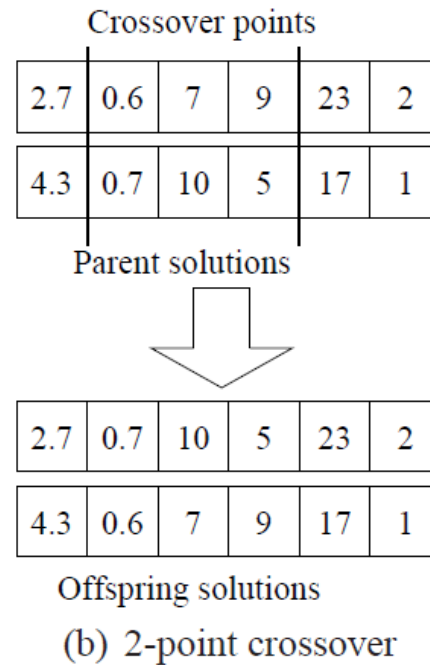 Crossover points
2.7 0.6 7 9 23 2
4.3 0.7 10 5 17 1
Parent solutions
2.7 0.7 10 5 23 2
4.3 0.6 7 9 17 1
Offspring solutions
(b) 2-point crossover